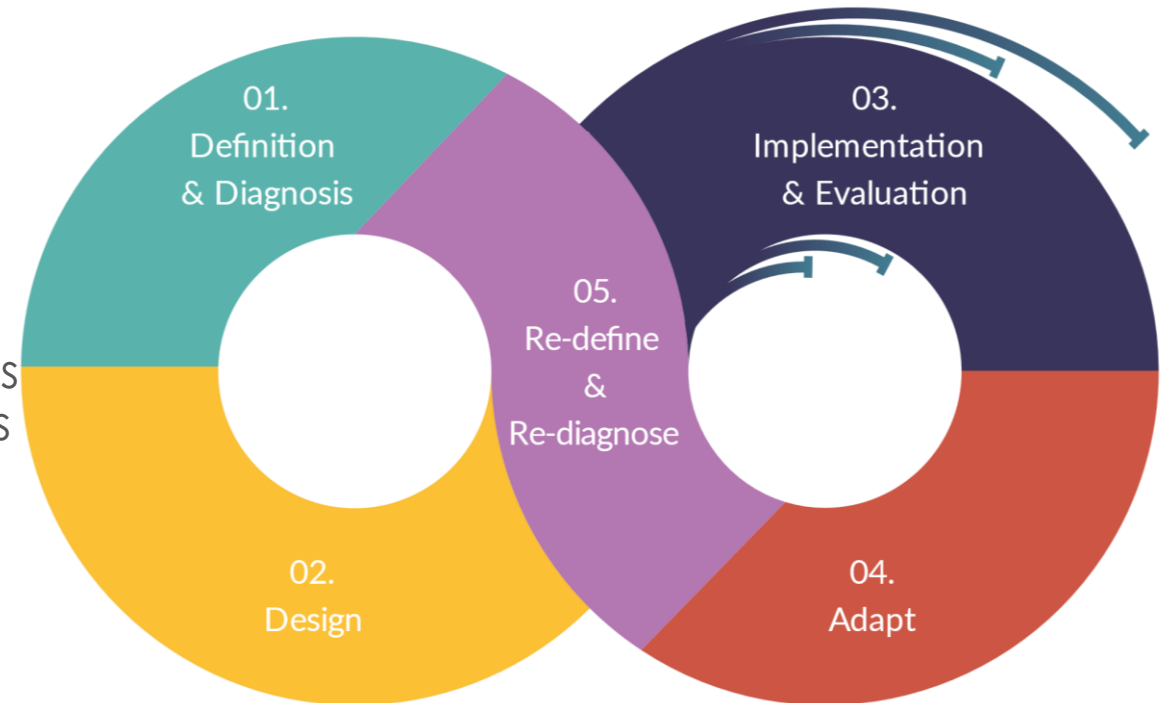 01.
Definition
& Diagnosis
03.
Implementation
& Evaluation
05.
Re-define
&
Re-diagnose
s
s
02.
Design
04.
Adapt